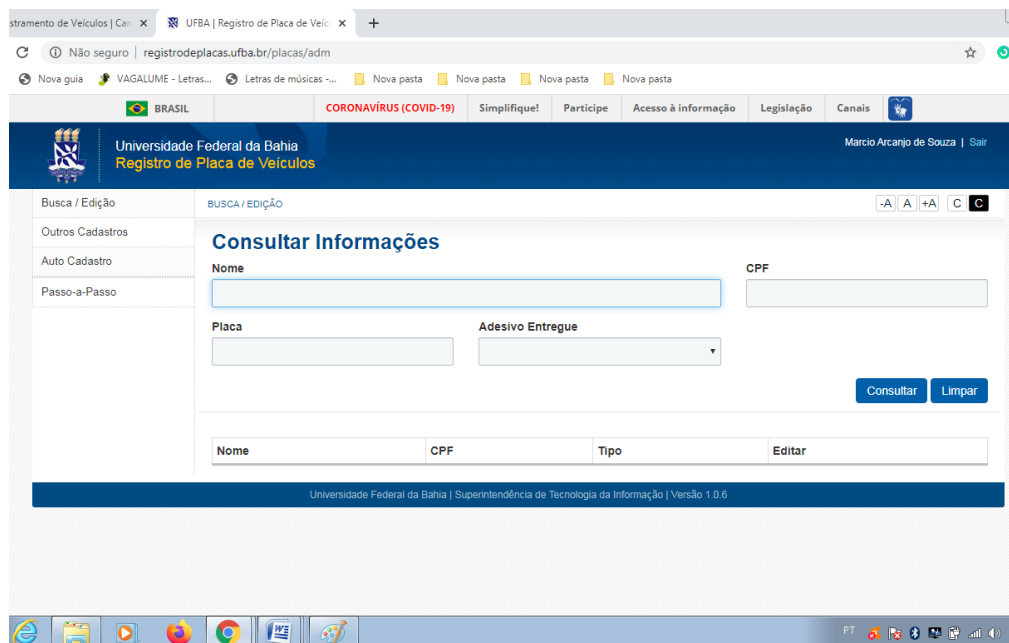 stramento de Veículos | Can
UFBA | Registro de Placa de Veíc
Não seguro | registrodeplacas.ufba.br/placas/adm
Nova guia VAGALUME - Letras... Letras de músicas -... Nova pasta Nova pasta Nova pasta Nova pasta
BRASIL CORONAVÍRUS (COVID-19) Simplifique! Participe Acesso à informação Legislação Canais
Universidade Federal da Bahia
Registro de Placa de Veículos
Marcio Arcanjo de Souza | Sair
Busca / Edição
Outros Cadastros
Auto Cadastro
Passo-a-Passo
BUSCA / EDIÇÃO
-A A +A C C
Consultar Informações
Nome CPF
Placa Adesivo Entregue
Consultar Limpar
Nome CPF Tipo Editar
Universidade Federal da Bahia | Superintendência de Tecnologia da Informação | Versão 1.0.6
PT